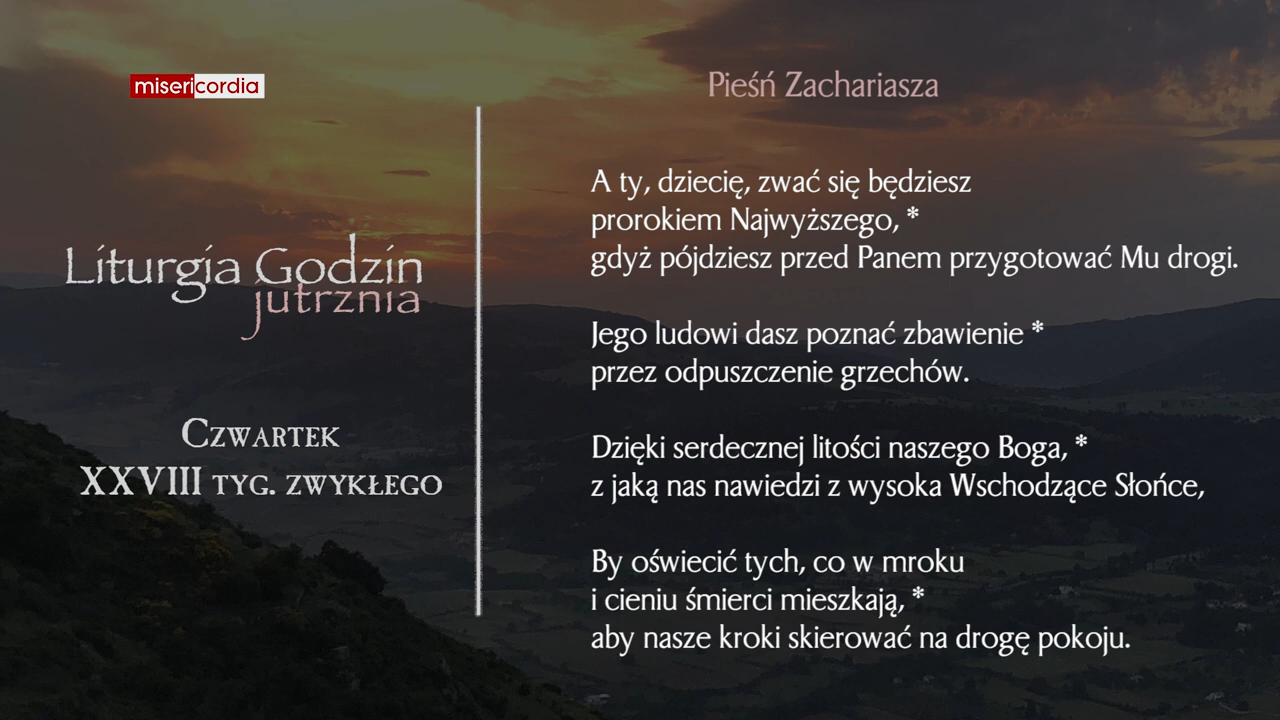 misericordia
Liturgia Godzin
jutrznia
Czwartek
XXVIII tyg. zwykłego
Pieśń Zachariasza
A ty, dziecię, zwać się będziesz
prorokiem Najwyższego, *
gdyż pójdziesz przed Panem przygotować Mu drogi.
Jego ludowi dasz poznać zbawienie *
przez odpuszczenie grzechów.
Dzięki serdecznej litości naszego Boga, *
z jaką nas nawiedzi z wysoka Wschodzące Słońce,
By oświecić tych, co w mroku
i cieniu śmierci mieszkają, *
aby nasze kroki skierować na drogę pokoju.